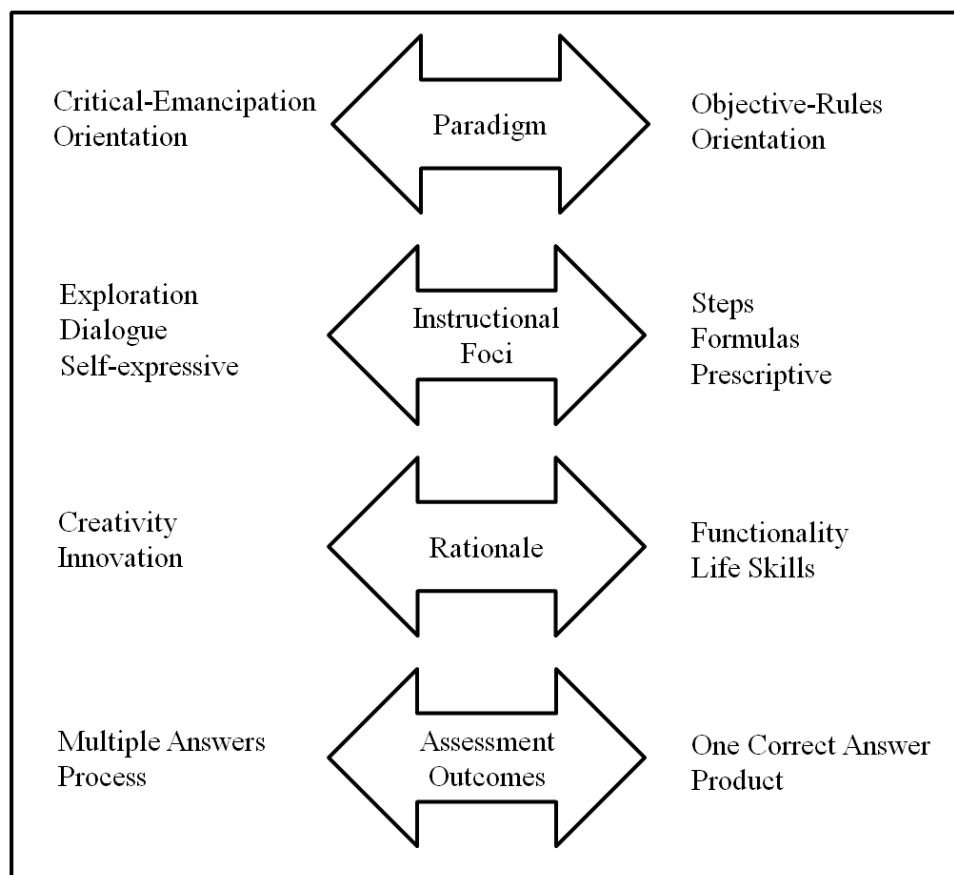 Critical-Emancipation
Orientation
Paradigm
Objective-Rules
Orientation
Exploration
Dialogue
Self-expressive
Instructional
Foci
Steps
Formulas
Prescriptive
Creativity
Innovation
Rationale
Functionality
Life Skills
Multiple Answers
Process
Assessment
Outcomes
One Correct Answer
Product